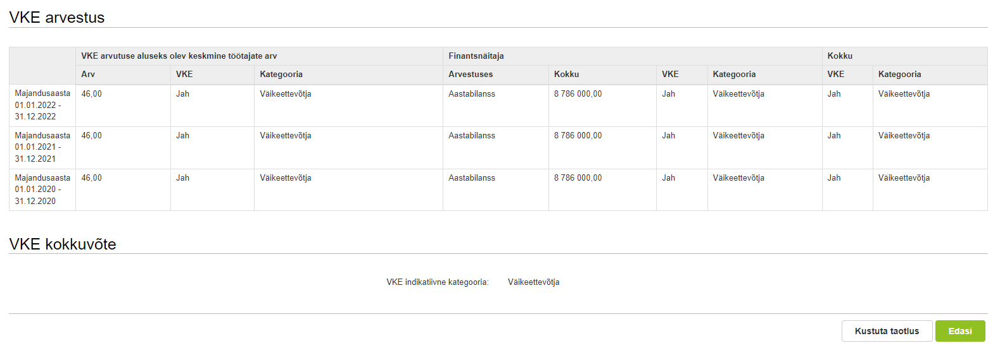 VKE arvestus
VKE arvutuse aluseks olev keskmine töötajate arv Finantsnäitaja Kokku
Arv VKE Kategooria Arvestuses Kokku VKE Kategooria VKE Kategooria
Majandusaasta 46,00 Jah Väikeettevõtja Aastabilanss 8 786 000,00 Jah Väikeettevõtja Jah Väikeettevõtja
01.01.2022 -
31.12.2022
Majandusaasta 46,00 Jah Väikeettevõtja Aastabilanss 8 786 000,00 Jah Väikeettevõtja Jah Väikeettevõtja
01.01.2021 -
31.12.2021
Majandusaasta 46,00 Jah Väikeettevõtja Aastabilanss 8 786 000,00 Jah Väikeettevõtja Jah Väikeettevõtja
01.01.2020 -
31.12.2020
VKE kokkuvõte
VKE indikatiivne kategooria: Väikeettevõtja
Kustuta taotlus Edasi